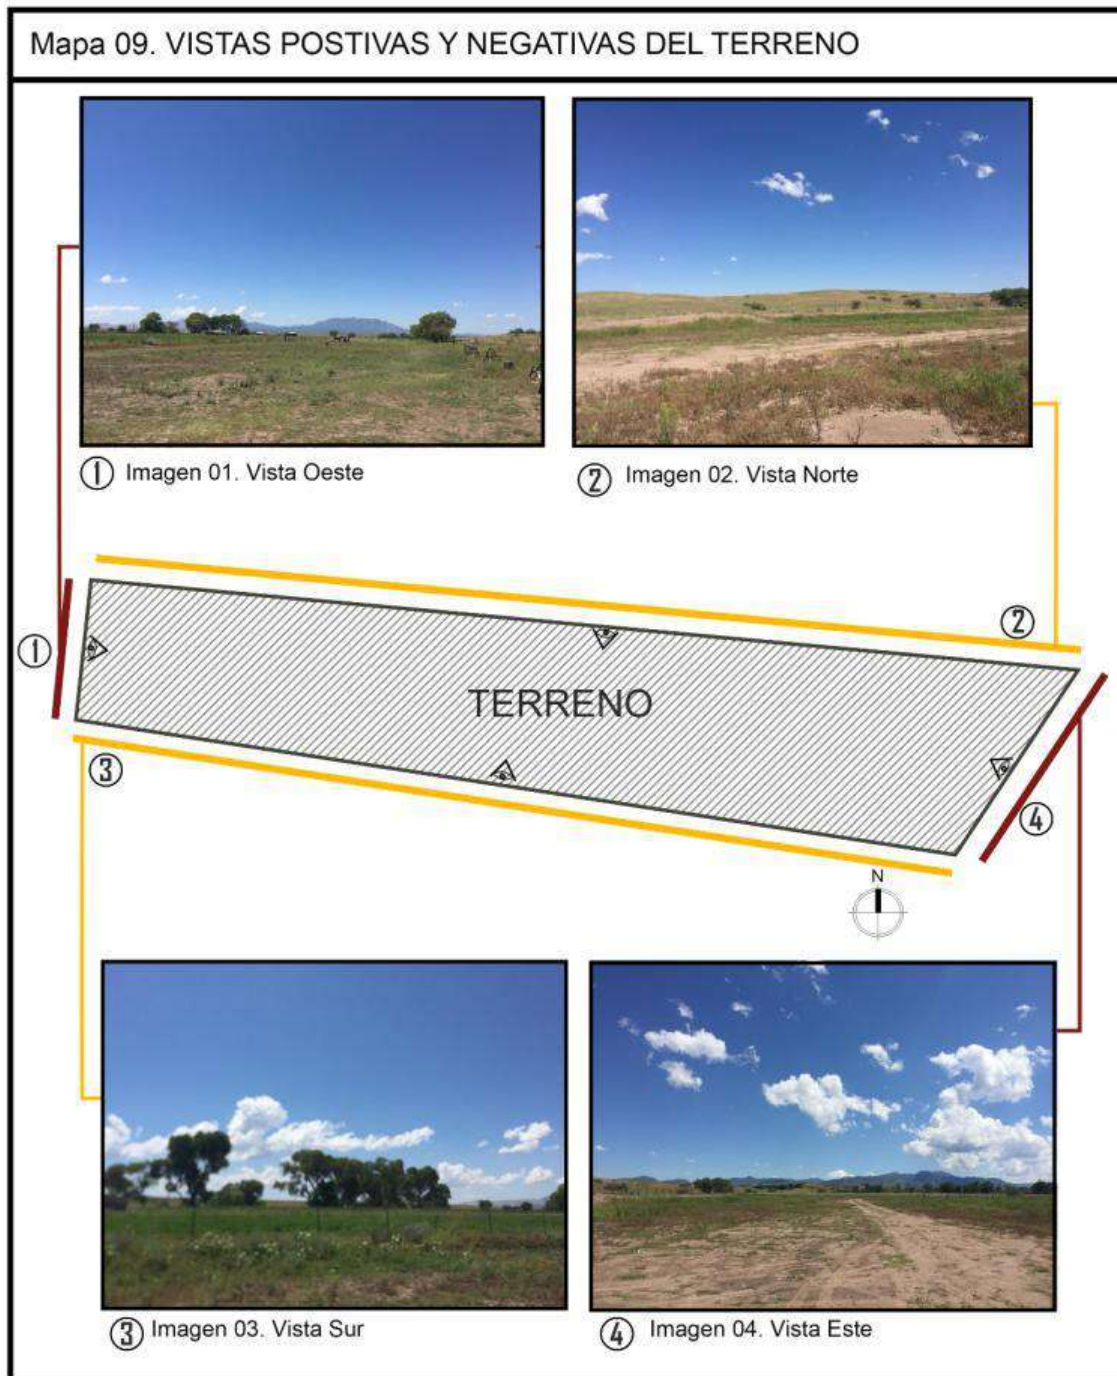 Mapa 09. VISTAS POSTIVAS Y NEGATIVAS DEL TERRENO
1 Imagen 01. Vista Oeste
2 Imagen 02. Vista Norte
2
1
TERRENO
3
4
N
3 Imagen 03. Vista Sur
4 Imagen 04. Vista Este